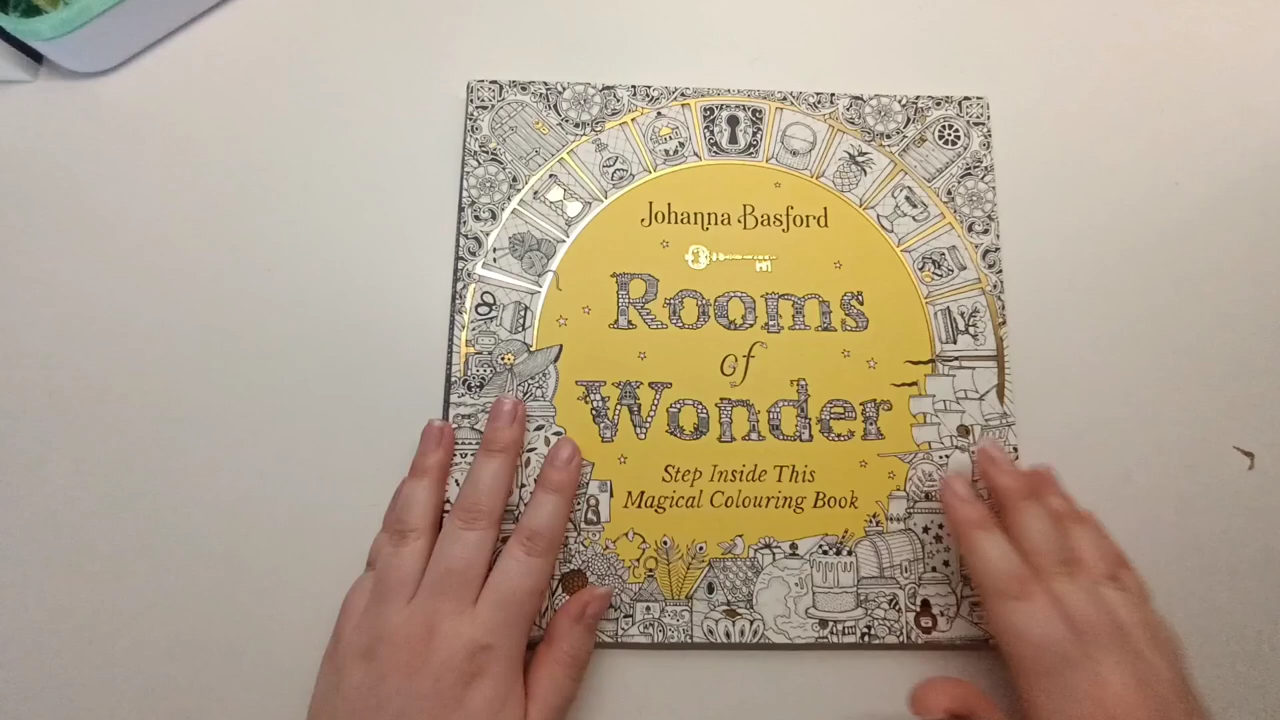 Johanna Basford
Rooms
of
Wonder
Step Inside This
Magical Colouring Book